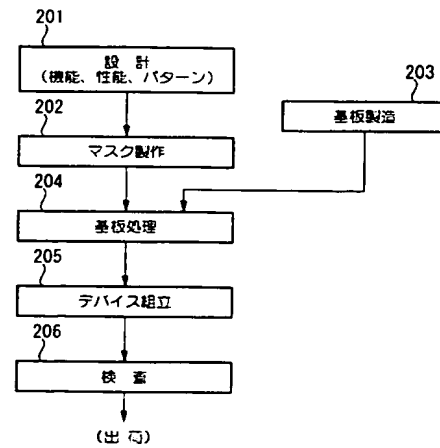 201
設 計
(機能、性能、パターン)
202
マスク製作
203
基板製造
204
基板処理
205
デバイス組立
206
検 査
(出 荷)